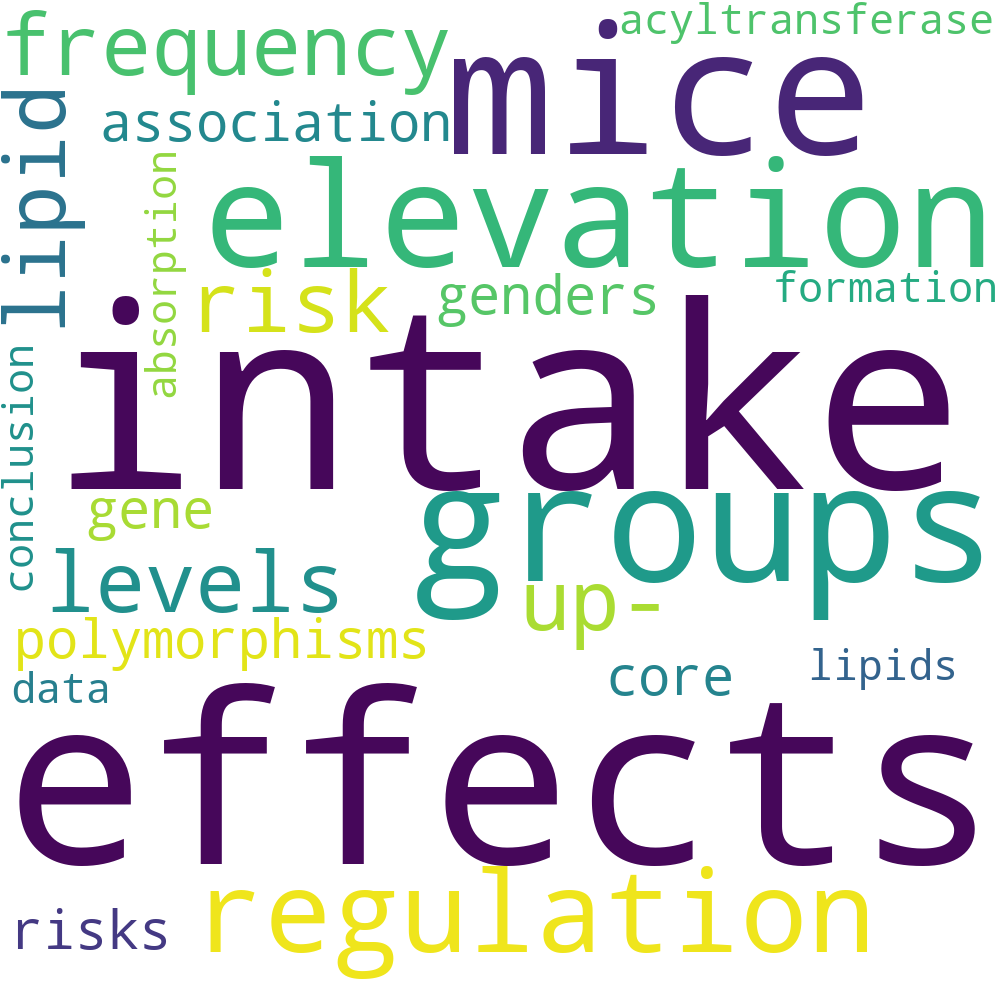 acyltransferase
frequency
mice
lipid
association
elevation
absorption
risk
genders
formation
intake
conclusion
gene
groups
levels
up-
polymorphisms
core
lipids
data
effects
regulation
risks